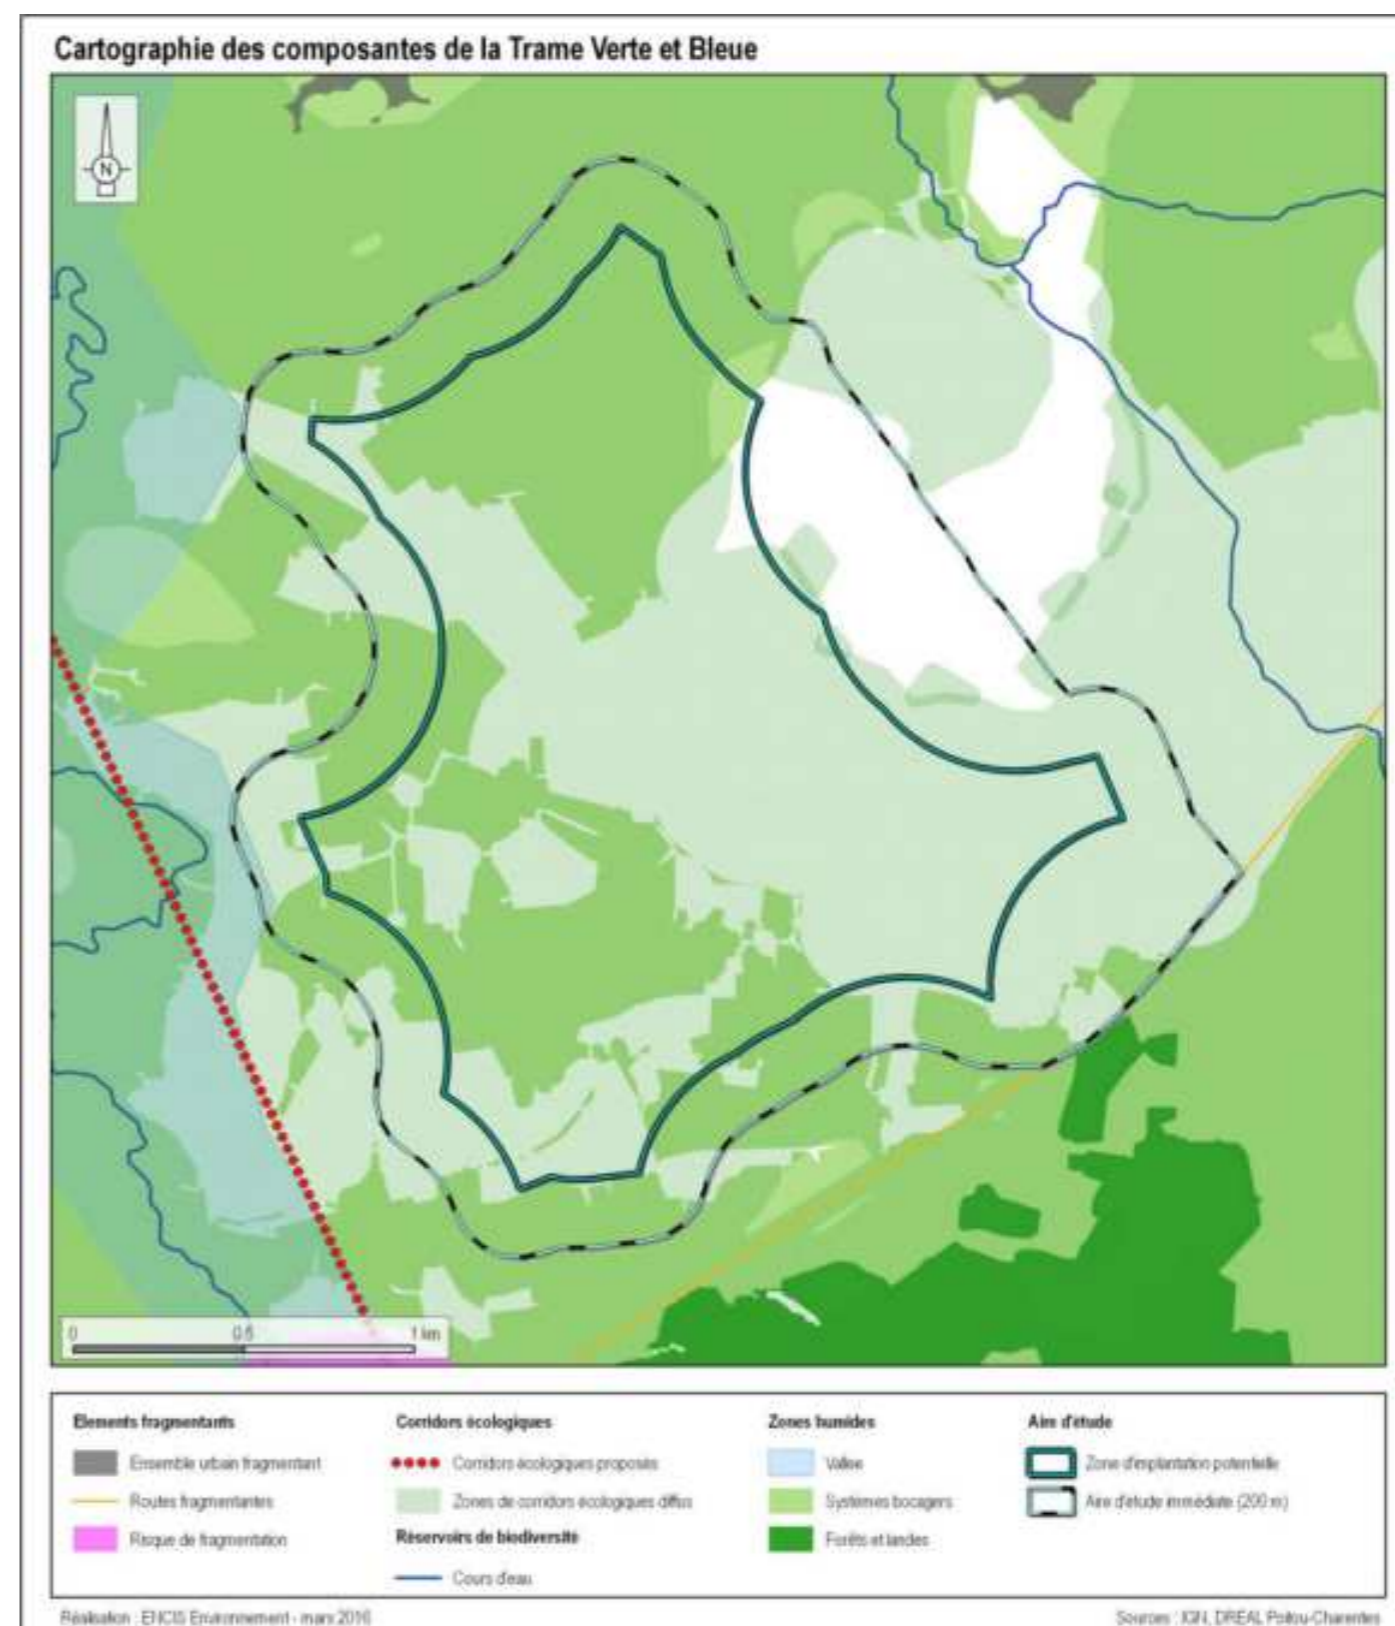 Cartographie des composantes de la Trame Verte et Bleue
N
0 0.5 1 km
Elements fragmentants
Ensemble urbain fragmentant
Routes fragmentantes
Risque de fragmentation
Corridors écologiques
Corridors écologiques proposés
Zones de corridors écologiques diffus
Réservoirs de biodiversité
Cours d'eau
Zones humides
Vallée
Systèmes bocagers
Forêts et landes
Aire d'étude
Zone d'implantation potentielle
Aire d'étude immédiate (200 m)
Réalisation : ENCIS Environnement - mars 2016
Sources : IGN, DREAL Poitou-Charentes